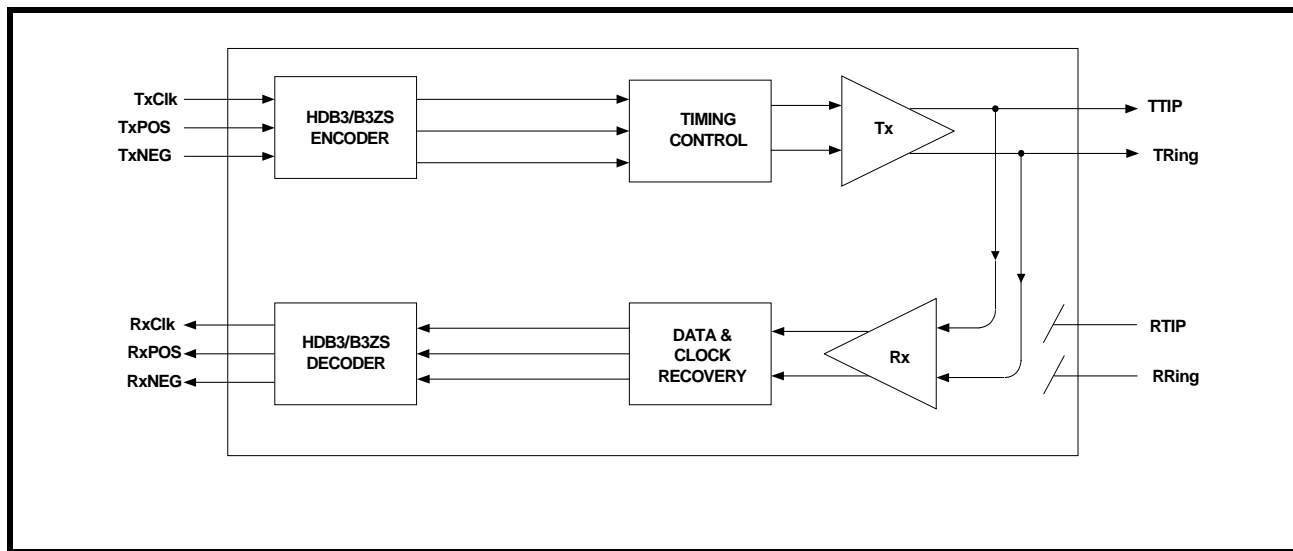 TxClk
TxPOS
TxNEG
HDB3/B3ZS
ENCODER
TIMING
CONTROL
Tx
TTIP
TRing
RxClk
RxPOS
RxNEG
HDB3/B3ZS
DECODER
DATA &
CLOCK
RECOVERY
Rx
RTIP
RRing